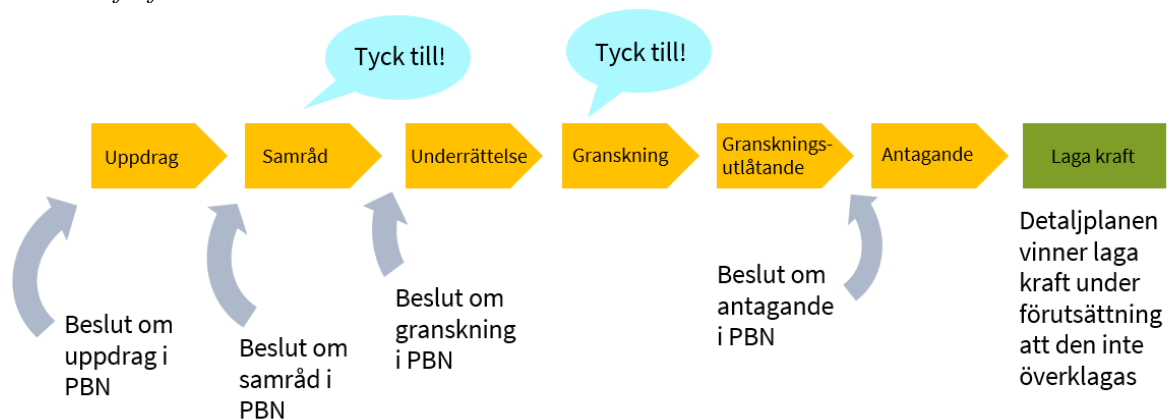 Tyck till!
Tyck till!
Uppdrag
Samråd
Underrättelse
Granskning
Gransknings-
utlåtande
Antagande
Laga kraft
Beslut om
uppdrag i
PBN
Beslut om
samråd i
PBN
Beslut om
granskning
i PBN
Beslut om
antagande
i PBN
Detaljplanen
vinner laga
kraft under
förutsättning
att den inte
överklagas